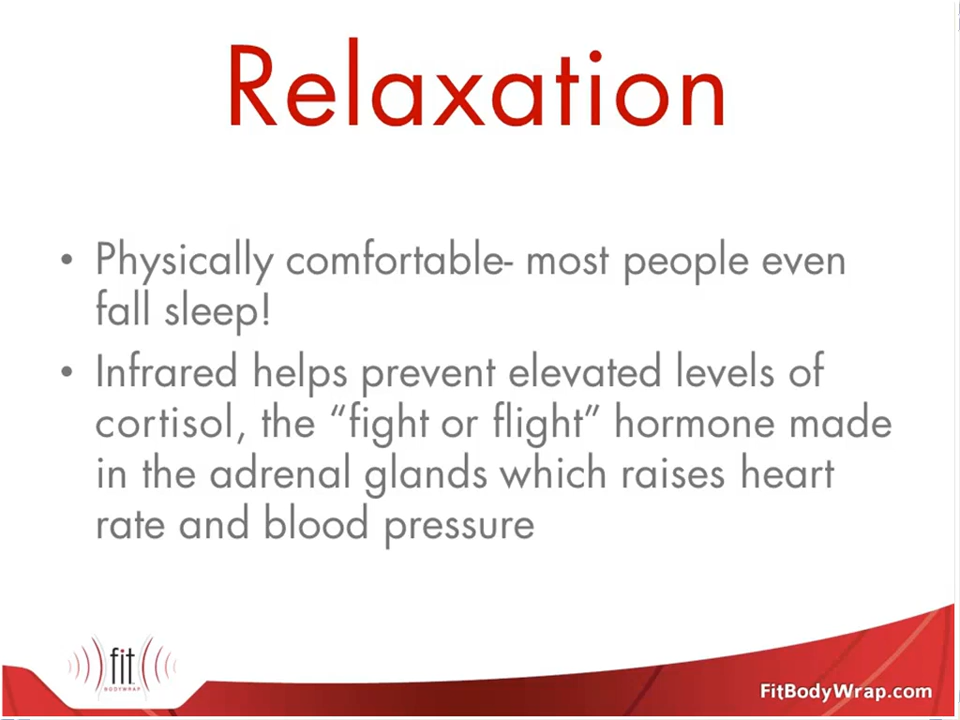 Relaxation
• Physically comfortable- most people even
fall sleep!
• Infrared helps prevent elevated levels of
cortisol, the “fight or flight” hormone made
in the adrenal glands which raises heart
rate and blood pressure
fit
BODYWRAP
FitBodyWrap.com